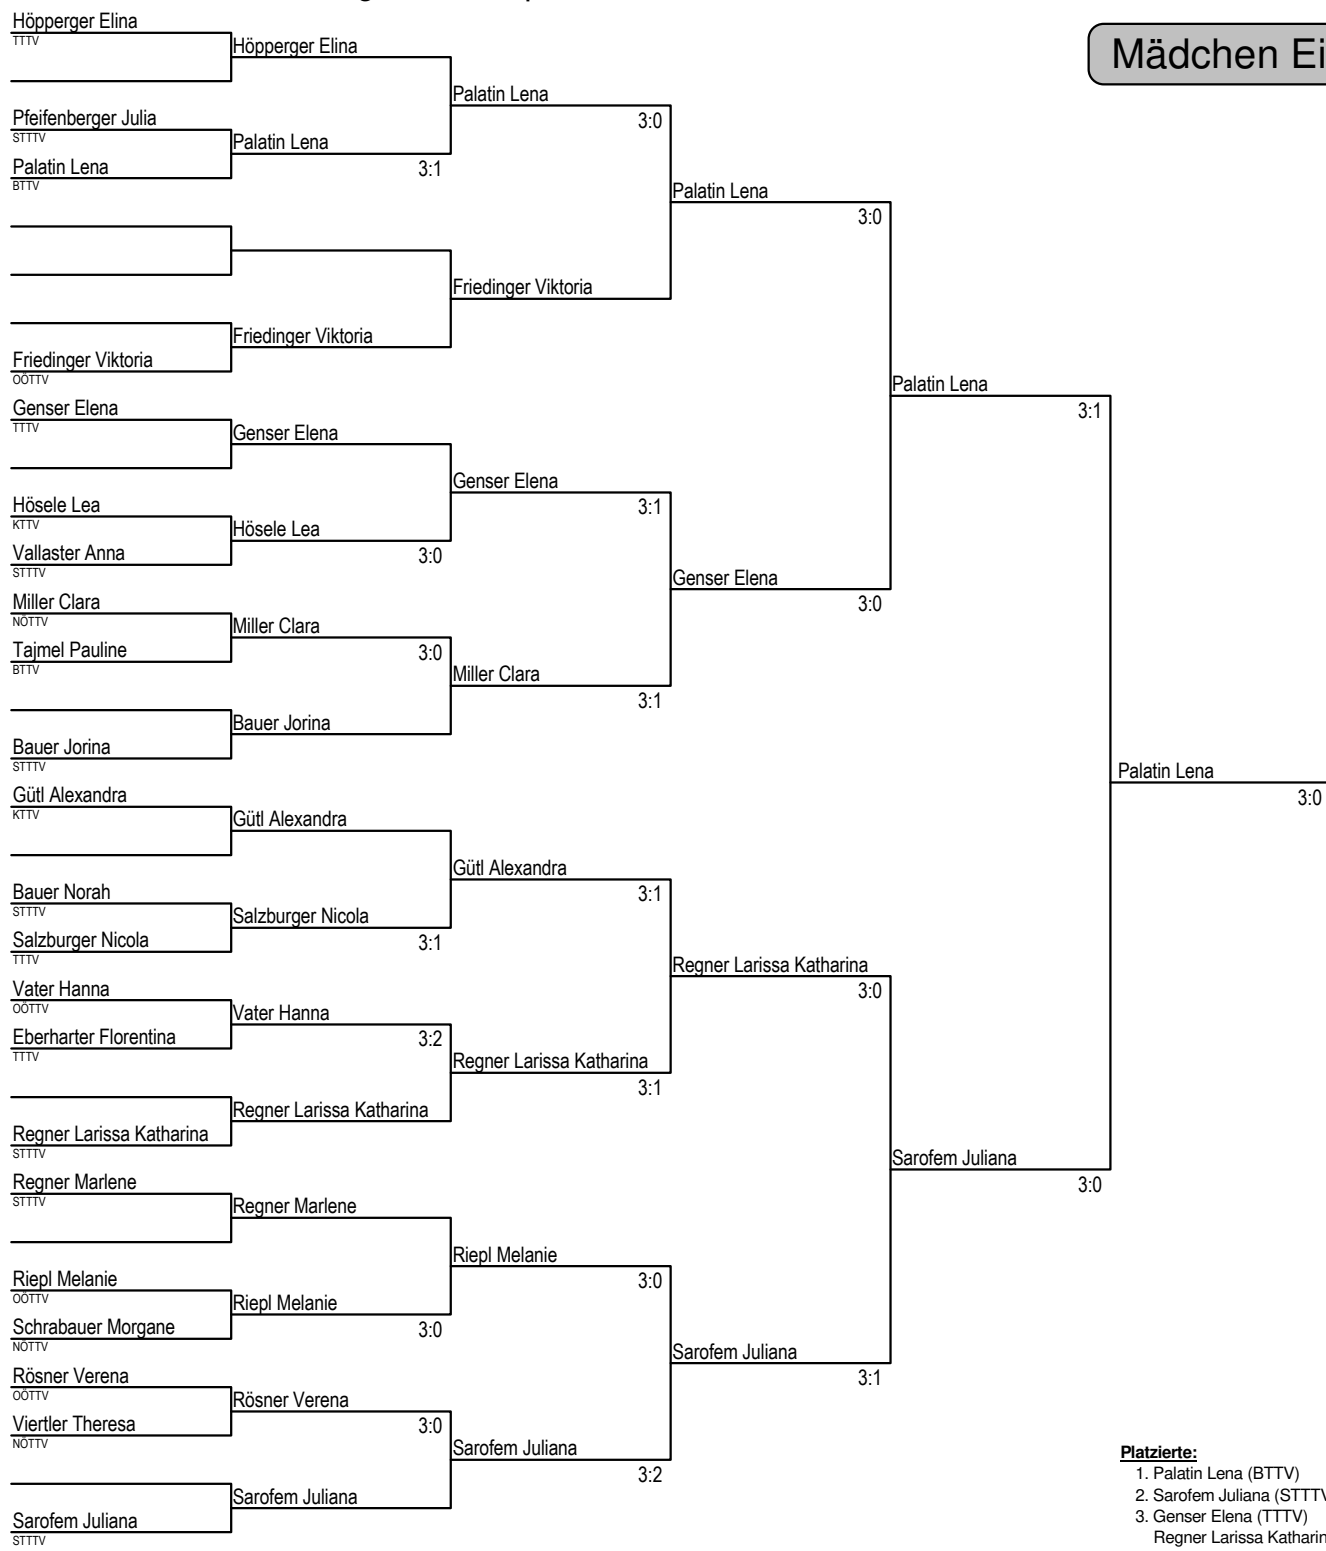 Mädchen Ei
Höpperger Elina
TTTV
Höpperger Elina
Palatin Lena
3:0
Pfeifenberger Julia
STTTV
Palatin Lena
3:1
Palatin Lena
BTTV
Palatin Lena
3:0
Friedinger Viktoria
Friedinger Viktoria
Friedinger Viktoria
OÖTTV
Palatin Lena
3:1
Genser Elena
TTTV
Genser Elena
Genser Elena
3:1
Hösele Lea
KTTV
Hösele Lea
3:0
Vallaster Anna
STTTV
Genser Elena
3:0
Miller Clara
NÖTTV
Miller Clara
3:0
Tajmel Pauline
BTTV
Miller Clara
3:1
Bauer Jorina
Bauer Jorina
STTTV
Palatin Lena
3:0
Gütl Alexandra
KTTV
Gütl Alexandra
Gütl Alexandra
3:1
Bauer Norah
STTTV
Salzburger Nicola
3:1
Salzburger Nicola
TTTV
Regner Larissa Katharina
3:0
Vater Hanna
OÖTTV
Vater Hanna
3:2
Eberharter Florentina
TTTV
Regner Larissa Katharina
3:1
Regner Larissa Katharina
Regner Larissa Katharina
STTTV
Sarofem Juliana
3:0
Regner Marlene
STTTV
Regner Marlene
Riepl Melanie
3:0
Riepl Melanie
OÖTTV
Riepl Melanie
3:0
Schrabauer Morgane
NÖTTV
Sarofem Juliana
3:1
Rösner Verena
OÖTTV
Rösner Verena
3:0
Viertler Theresa
NÖTTV
Sarofem Juliana
3:2
Sarofem Juliana
Sarofem Juliana
STTTV
Platzierte:
1. Palatin Lena (BTTV)
2. Sarofem Juliana (STTTV
3. Genser Elena (TTTV)
Regner Larissa Katharin